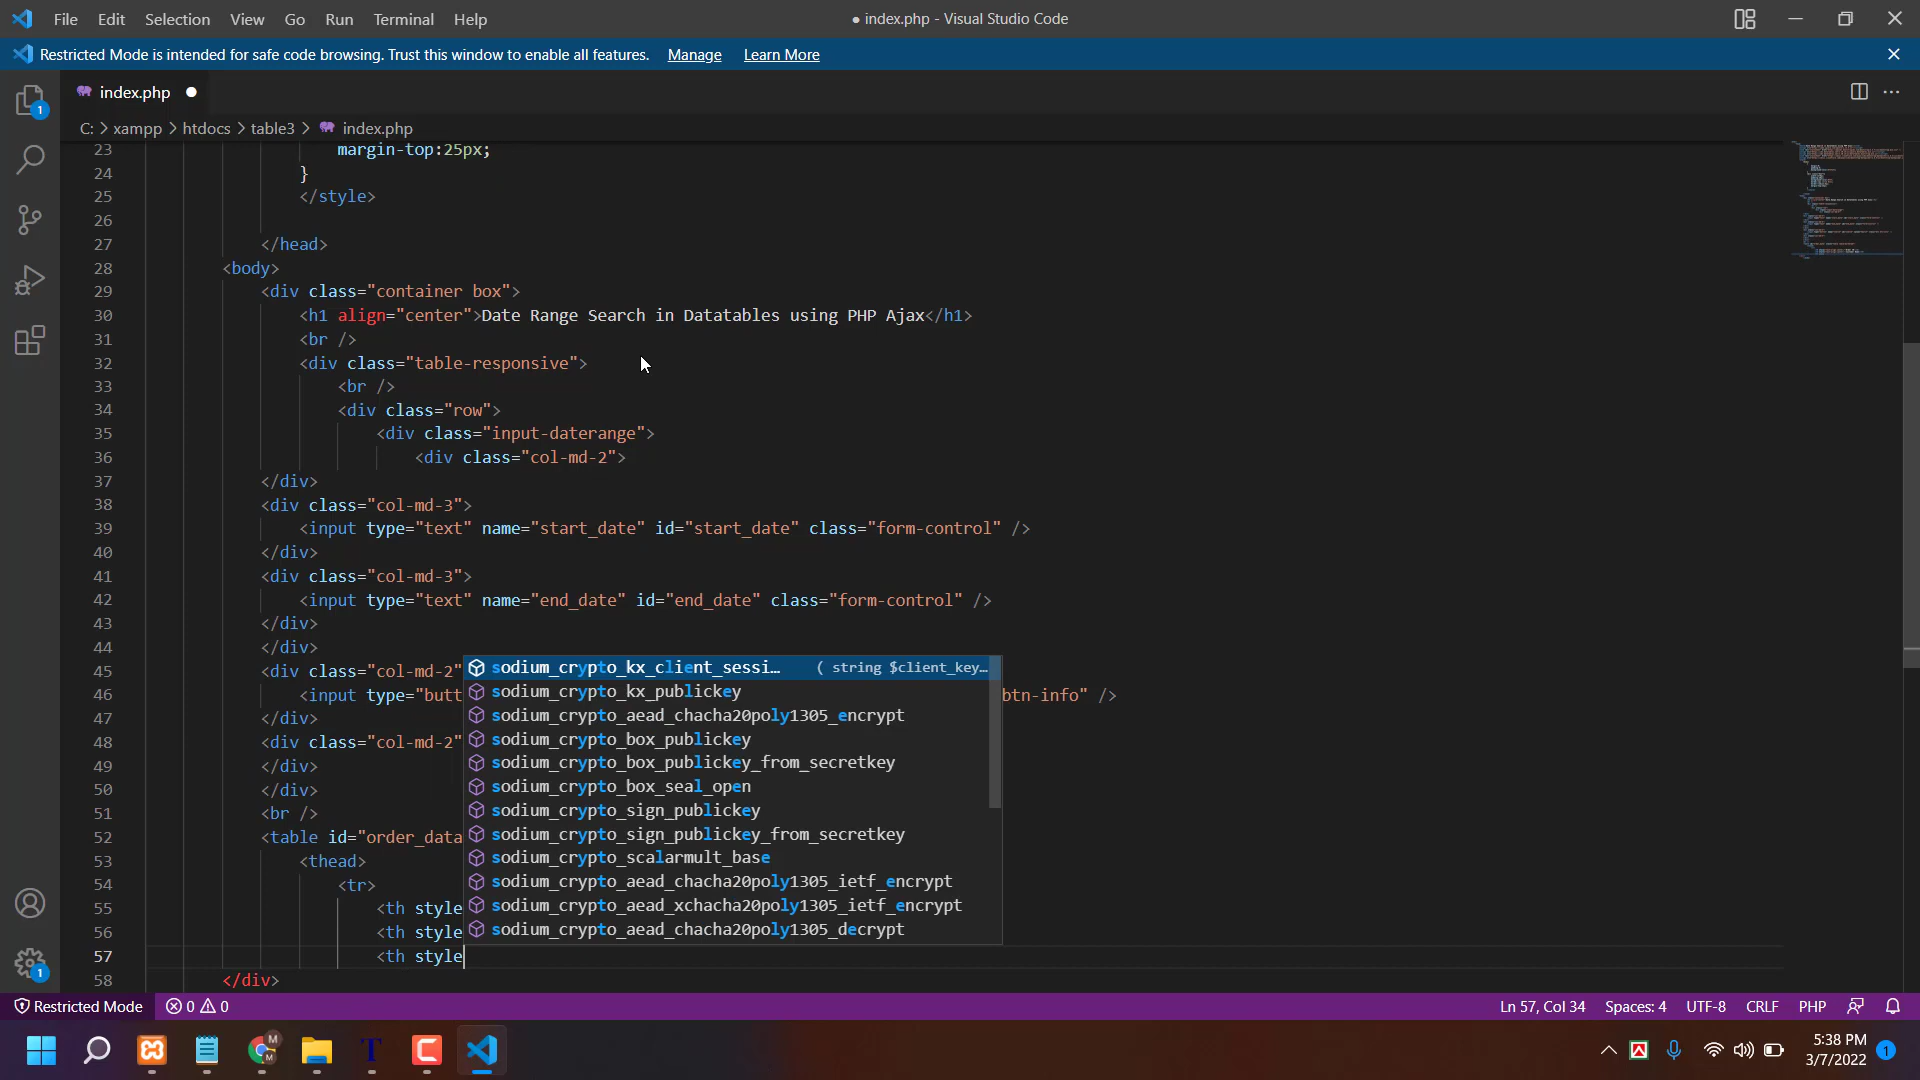 File Edit Selection View Go Run Terminal Help
● index.php - Visual Studio Code
Restricted Mode is intended for safe code browsing. Trust this window to enable all features. Manage Learn More
index.php ●
C: > xampp > htdocs > table3 > index.php
23 margin-top:25px;
24 }
25 </style>
26
27 </head>
28 <body>
29 <div class="container box">
30 <h1 align="center">Date Range Search in Datatables using PHP Ajax</h1>
31 <br />
32 <div class="table-responsive">
33 <br />
34 <div class="row">
35 <div class="input-daterange">
36 <div class="col-md-2">
37 </div>
38 <div class="col-md-3">
39 <input type="text" name="start_date" id="start_date" class="form-control" />
40 </div>
41 <div class="col-md-3">
42 <input type="text" name="end_date" id="end_date" class="form-control" />
43 </div>
44 </div>
45 <div class="col-md-2"
46 <input type="butt btn-info" />
47 </div>
48 <div class="col-md-2"
49 </div>
50 </div>
51 <br />
52 <table id="order_data
53 <thead>
54 <tr>
55 <th style
56 <th style
57 <th style
58 </div>
sodium_crypto_kx_client_sessi… ( string $client_key…
sodium_crypto_kx_publickey
sodium_crypto_aead_chacha20poly1305_encrypt
sodium_crypto_box_publickey
sodium_crypto_box_publickey_from_secretkey
sodium_crypto_box_seal_open
sodium_crypto_sign_publickey
sodium_crypto_sign_publickey_from_secretkey
sodium_crypto_scalarmult_base
sodium_crypto_aead_chacha20poly1305_ietf_encrypt
sodium_crypto_aead_xchacha20poly1305_ietf_encrypt
sodium_crypto_aead_chacha20poly1305_decrypt
1
1
Restricted Mode 0 0 Ln 57, Col 34 Spaces: 4 UTF-8 CRLF PHP
5:38 PM
3/7/2022 1